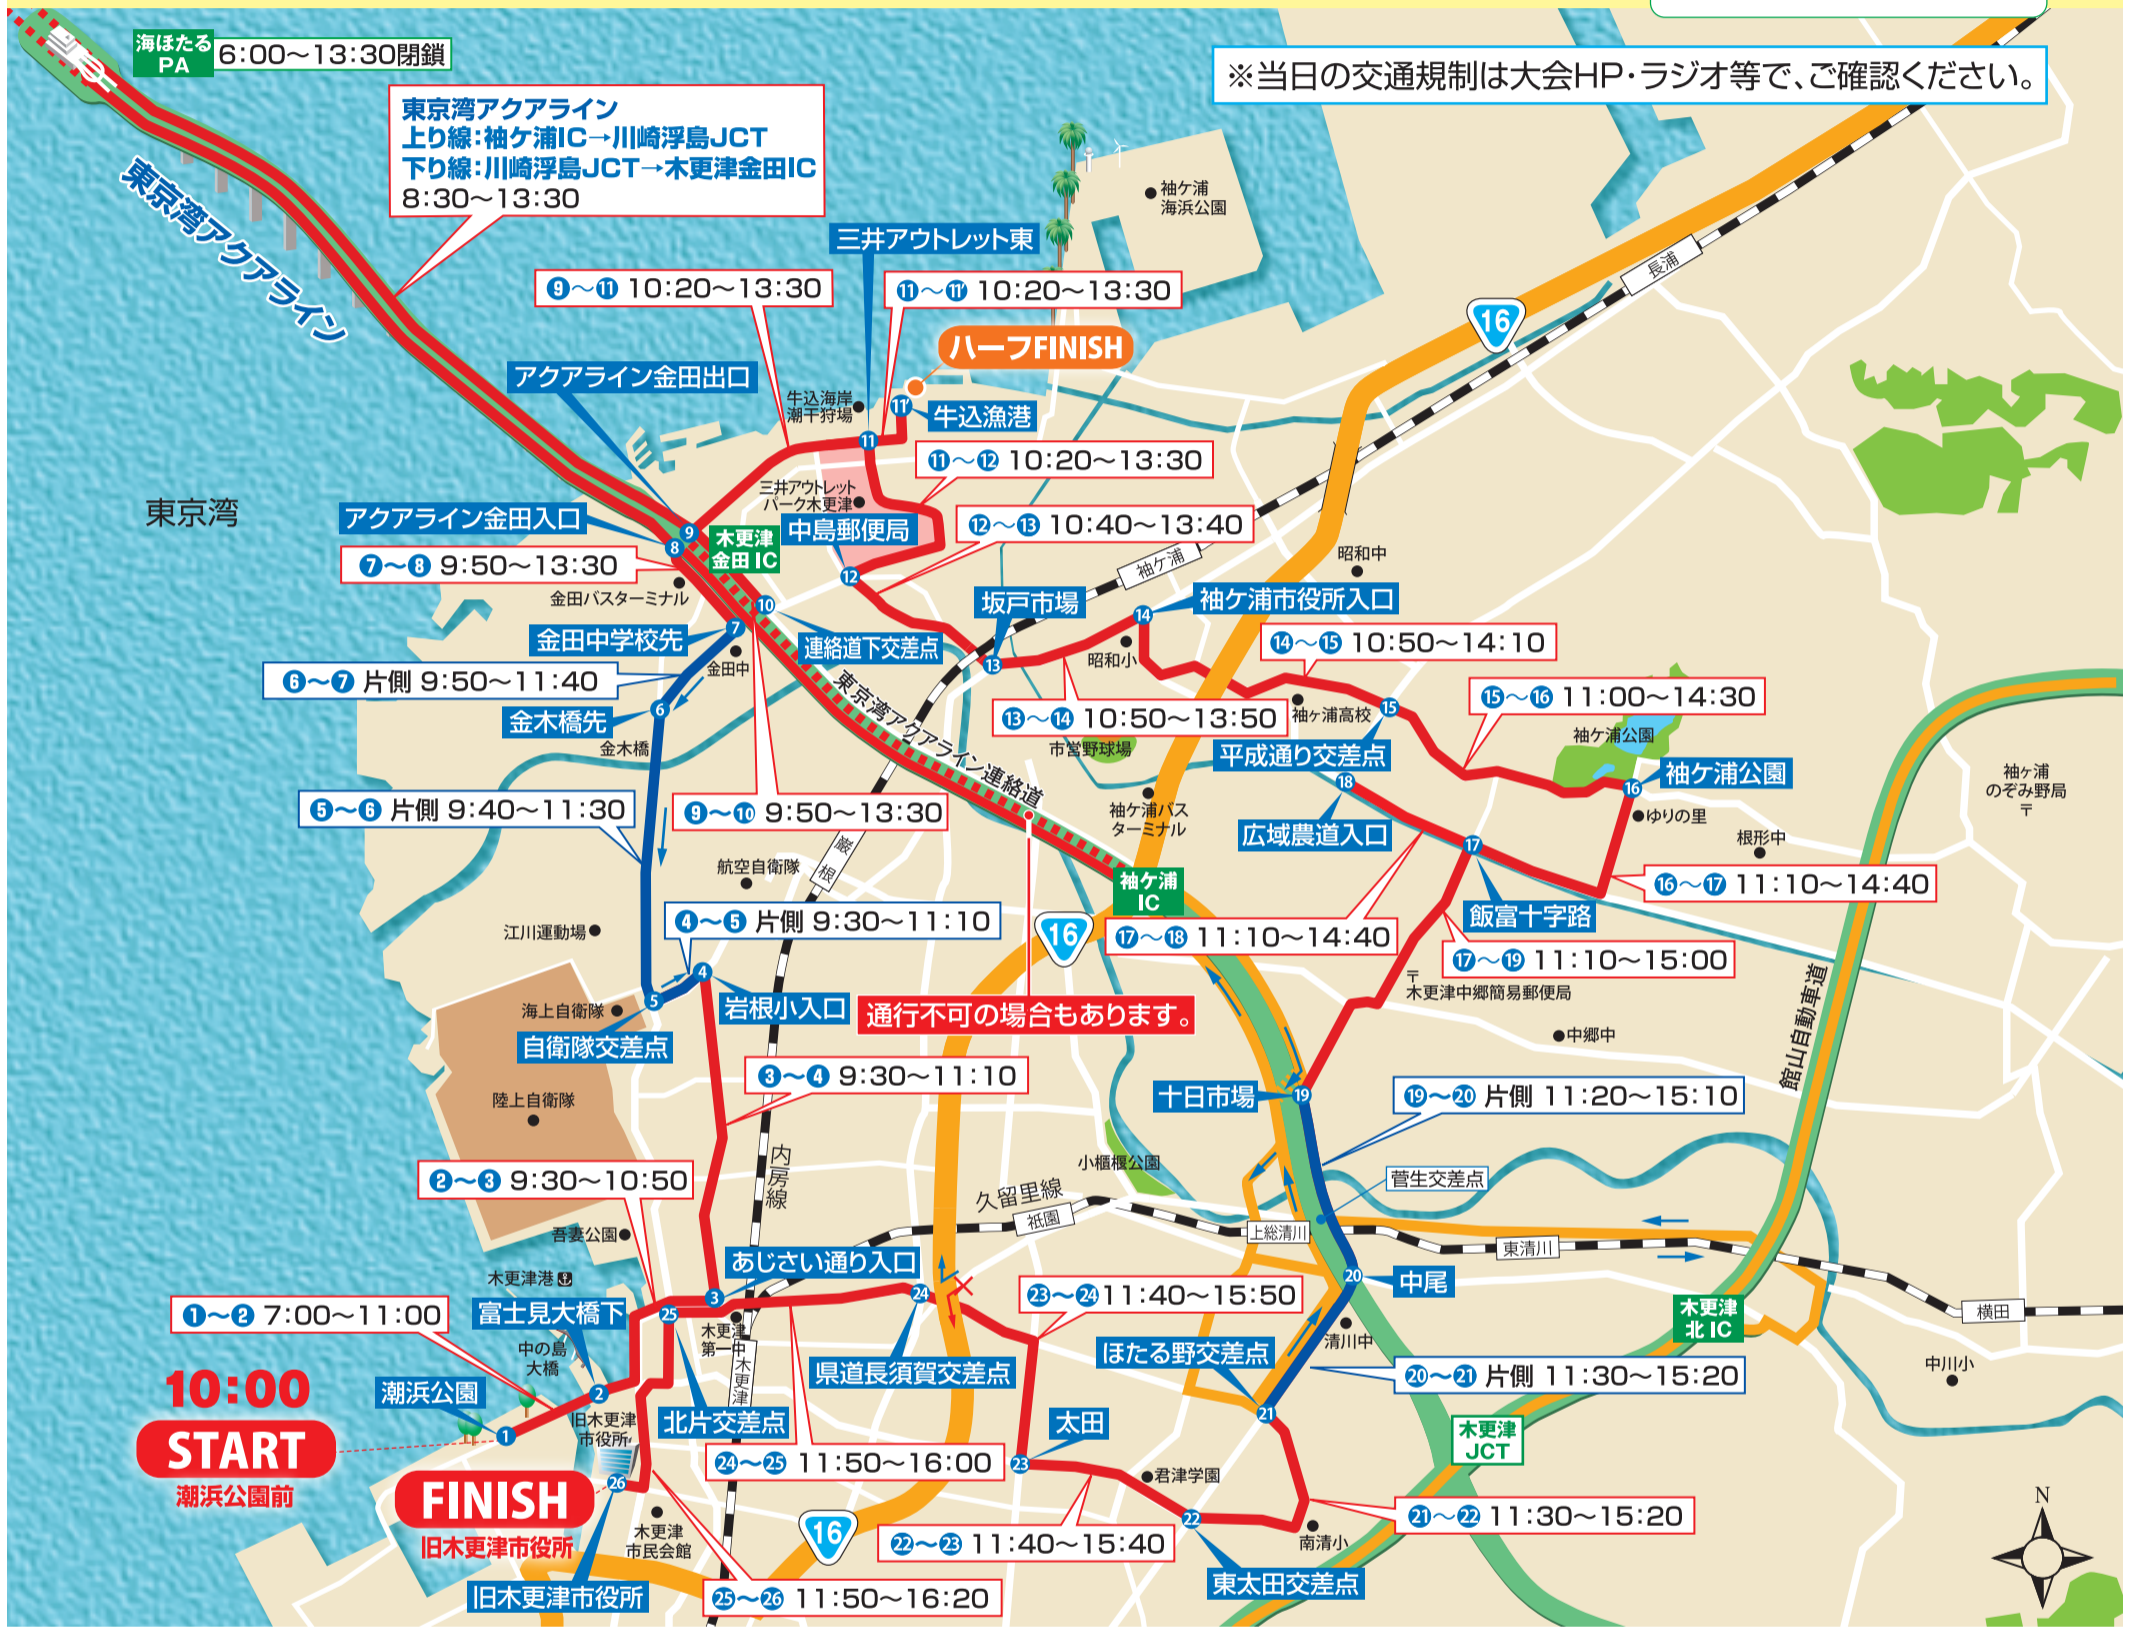 海ほたる
PA
6:00〜13:30閉鎖
※当日の交通規制は大会HP・ラジオ等で、ご確認ください。
東京湾アクアライン
上り線:袖ケ浦IC→川崎浮島JCT
下り線:川崎浮島JCT→木更津金田IC
8:30〜13:30
東京湾アクアライン
袖ケ浦
海浜公園
三井アウトレット東
長浦
❾〜⓫ 10:20〜13:30
⓫〜⓫′ 10:20〜13:30
16
ハーフFINISH
アクアライン金田出口
牛込海岸
潮干狩場
11′
牛込漁港
11
⓫〜⓬ 10:20〜13:30
三井アウトレット
パーク木更津
東京湾
アクアライン金田入口
9
8
木更津
金田 IC
中島郵便局
⓬〜⓭ 10:40〜13:40
昭和中
❼〜❽ 9:50〜13:30
12
袖ケ浦
金田バスターミナル
10
坂戸市場
14
袖ケ浦市役所入口
金田中学校先
7
連絡道下交差点
13
昭和小
⓮〜⓯ 10:50〜14:10
金田中
❻〜❼ 片側 9:50〜11:40
東京湾アクアライン連絡道
⓯〜⓰ 11:00〜14:30
金木橋先
6
⓭〜⓮ 10:50〜13:50
袖ヶ浦高校
15
金木橋
市営野球場
平成通り交差点
袖ケ浦公園
18
16
袖ケ浦公園
袖ヶ浦
のぞみ野局
〒
❺〜❻ 片側 9:40〜11:30
❾〜❿ 9:50〜13:30
袖ケ浦バス
ターミナル
広域農道入口
17
ゆりの里
根形中
航空自衛隊
巌根
袖ケ浦
IC
⓰〜⓱ 11:10〜14:40
❹〜❺ 片側 9:30〜11:10
江川運動場
16
⓱〜⓲ 11:10〜14:40
飯富十字路
4
⓱〜⓳ 11:10〜15:00
5
岩根小入口
海上自衛隊
通行不可の場合もあります。
〒
木更津中郷簡易郵便局
館山自動車道
自衛隊交差点
中郷中
❸〜❹ 9:30〜11:10
陸上自衛隊
十日市場
19
⓳〜⓴ 片側 11:20〜15:10
内房線
小櫃堰公園
❷〜❸ 9:30〜10:50
久留里線
祇園
菅生交差点
吾妻公園
上総清川
東清川
あじさい通り入口
木更津港
20
中尾
❶〜❷ 7:00〜11:00
富士見大橋下
3
25
24
㉓〜㉔11:40〜15:50
木更津
北 IC
横田
木更津
第一中
木更津
清川中
中の島
大橋
ほたる野交差点
中川小
10:00
潮浜公園
2
県道長須賀交差点
⓴〜㉑ 片側 11:30〜15:20
START
潮浜公園前
1
旧木更津
市役所
北片交差点
太田
21
木更津
JCT
㉔〜㉕ 11:50〜16:00
23
君津学園
26
FINISH
旧木更津市役所
木更津
市民会館
16
㉒〜㉓ 11:40〜15:40
22
南清小
㉑〜㉒ 11:30〜15:20
N
旧木更津市役所
㉕〜㉖ 11:50〜16:20
東太田交差点